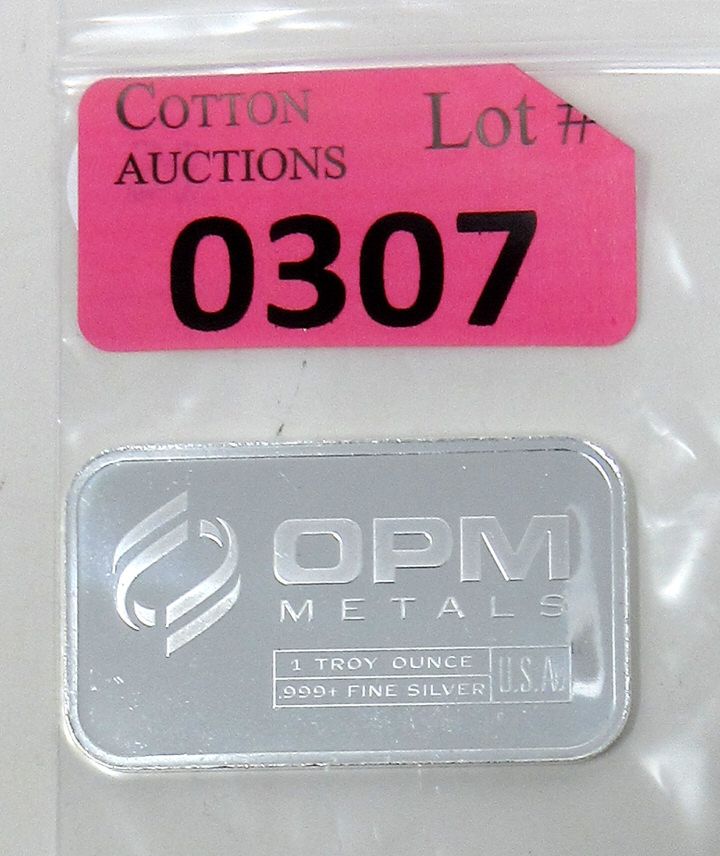 COTTON
AUCTIONS
Lot #
0307
OPM
METALS
1 TROY OUNCE
.999+ FINE SILVER
U.S.A.